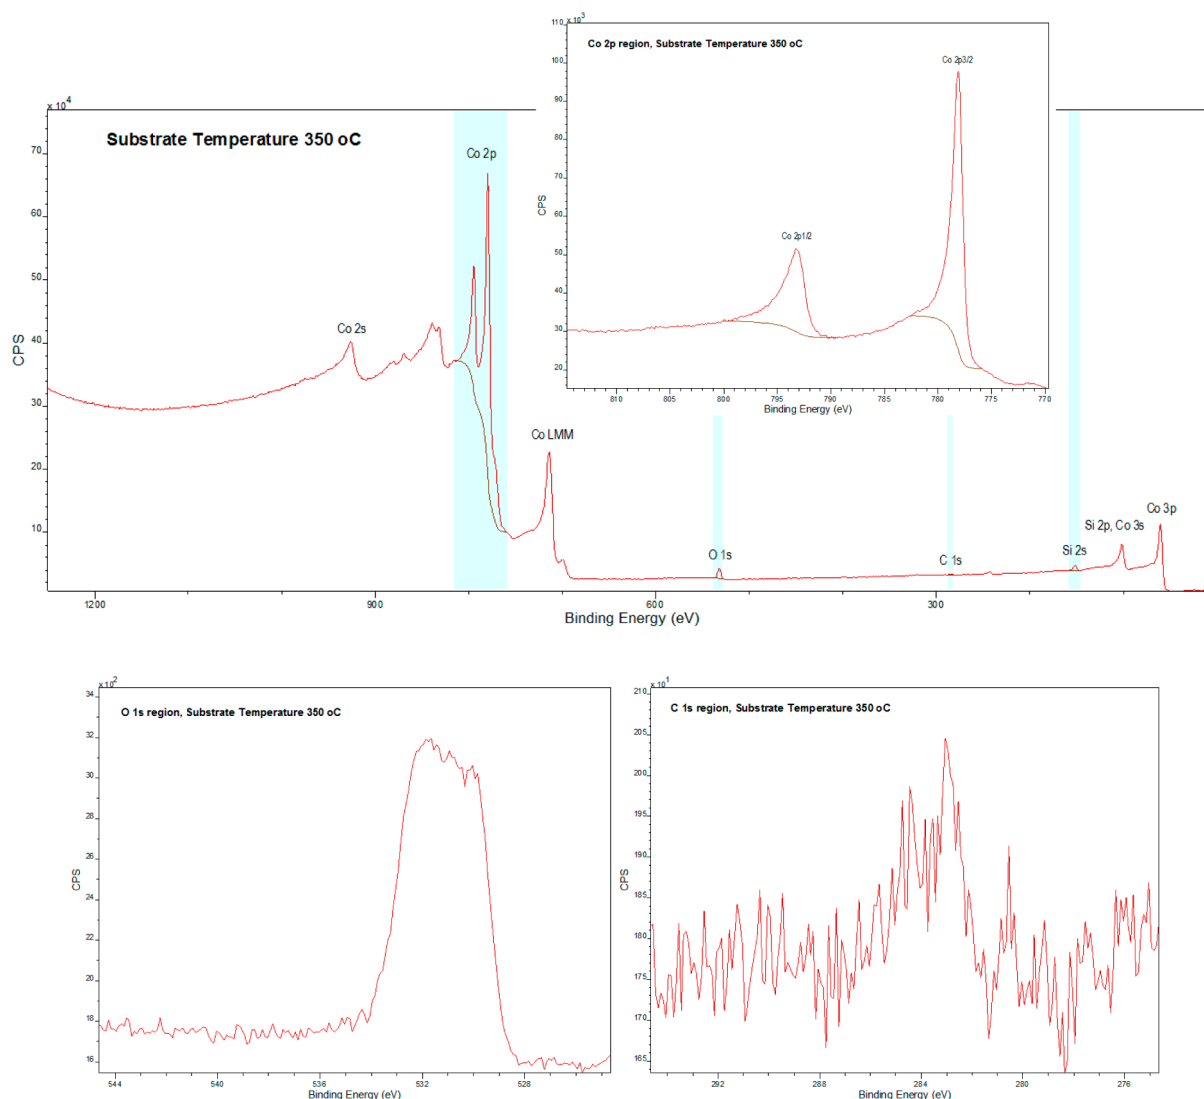 x 10^3
110
Co 2p region, Substrate Temperature 350 oC
Co 2p3/2
100
90
80
70
CPS
60
Co 2p1/2
50
40
30
20
810 805 800 795 790 785 780 775 770
Binding Energy (eV)
x 10^4
Substrate Temperature 350 oC
Co 2p
70
60
50
Co 2s
40
CPS
30
Co LMM
20
Co 3p
Si 2p, Co 3s
10
O 1s
C 1s
Si 2s
1200 900 600 300
Binding Energy (eV)
x 10^2
34
O 1s region, Substrate Temperature 350 oC
32
30
28
26
CPS
24
22
20
18
16
544 540 536 532 528
Binding Energy (eV)
x 10^1
210
C 1s region, Substrate Temperature 350 oC
205
200
195
190
CPS
185
180
175
170
165
292 288 284 280 276
Binding Energy (eV)